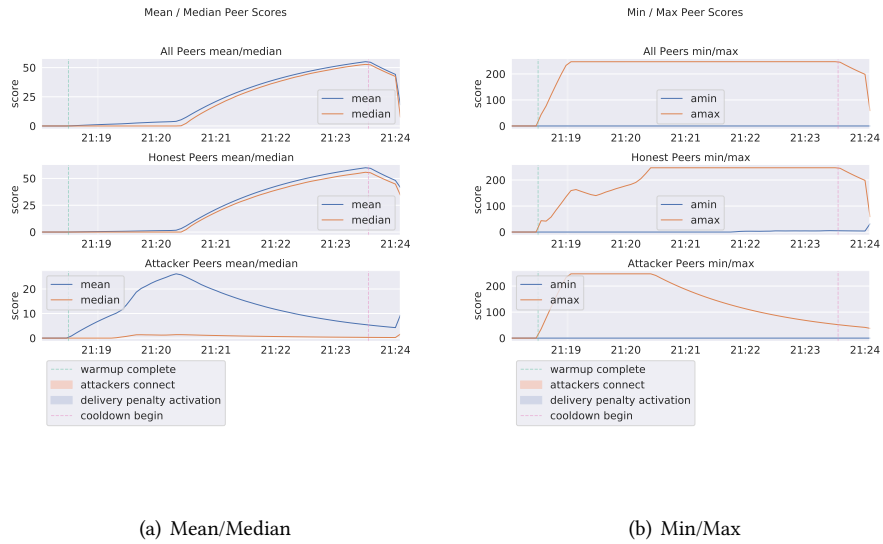 Mean / Median Peer Scores
All Peers mean/median
score
50
25
0
mean
median
21:19 21:20 21:21 21:22 21:23 21:24
Honest Peers mean/median
score
50
25
0
mean
median
21:19 21:20 21:21 21:22 21:23 21:24
Attacker Peers mean/median
score
20
10
0
mean
median
21:19 21:20 21:21 21:22 21:23 21:24
warmup complete
attackers connect
delivery penalty activation
cooldown begin
(a) Mean/Median
Min / Max Peer Scores
All Peers min/max
score
200
100
0
amin
amax
21:19 21:20 21:21 21:22 21:23 21:24
Honest Peers min/max
score
200
100
0
amin
amax
21:19 21:20 21:21 21:22 21:23 21:24
Attacker Peers min/max
score
200
100
0
amin
amax
21:19 21:20 21:21 21:22 21:23 21:24
warmup complete
attackers connect
delivery penalty activation
cooldown begin
(b) Min/Max